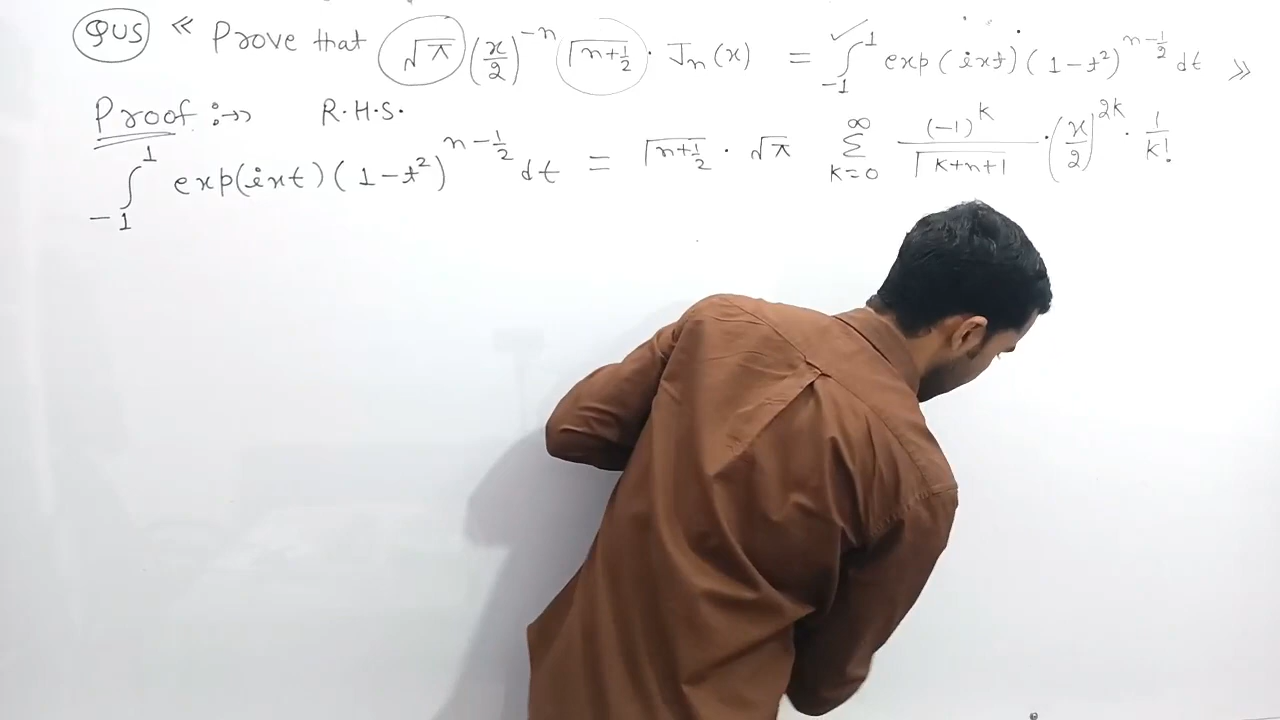 QUS « Prove that √π (x/2)^{-n} Γ(n+1/2) · J_n(x) = ∫_{-1}^{1} exp(ixt)(1-t²)^{n-1/2} dt »
Proof :→ R.H.S.
∫_{-1}^{1} exp(ixt)(1-t²)^{n-1/2} dt = Γ(n+1/2) · √π Σ_{k=0}^{∞} (-1)^k / Γ(k+n+1) · (x/2)^{2k} · 1/k!